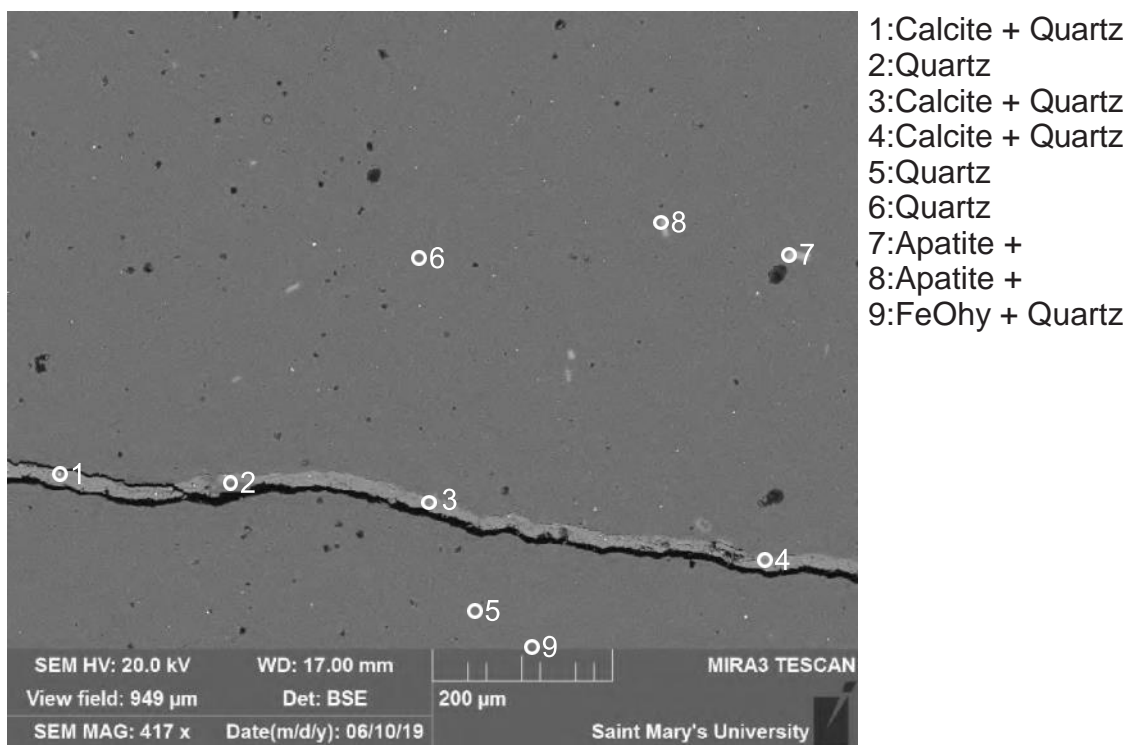 1:Calcite + Quartz
2:Quartz
3:Calcite + Quartz
4:Calcite + Quartz
5:Quartz
6:Quartz
7:Apatite +
8:Apatite +
9:FeOhy + Quartz
8
6
7
1
2
3
4
5
9
SEM HV: 20.0 kV WD: 17.00 mm MIRA3 TESCAN
View field: 949 µm Det: BSE 200 µm
SEM MAG: 417 x Date(m/d/y): 06/10/19 Saint Mary's University